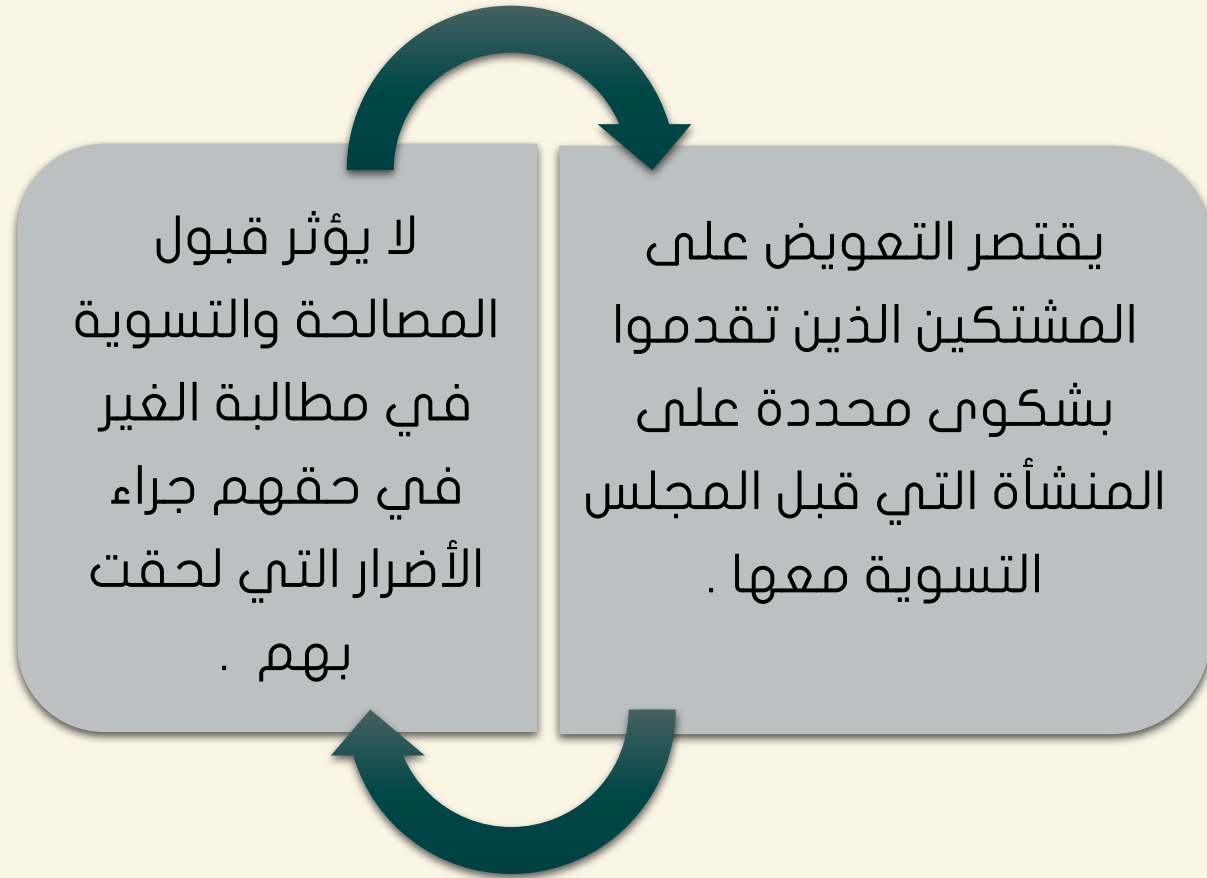 يقتصر التعويض على
المشتكين الذين تقدموا
بشكوى محددة على
المنشأة التي قبل المجلس
التسوية معها .
لا يؤثر قبول
المصالحة والتسوية
في مطالبة الغير
في حقهم جراء
الأضرار التي لحقت
بهم .